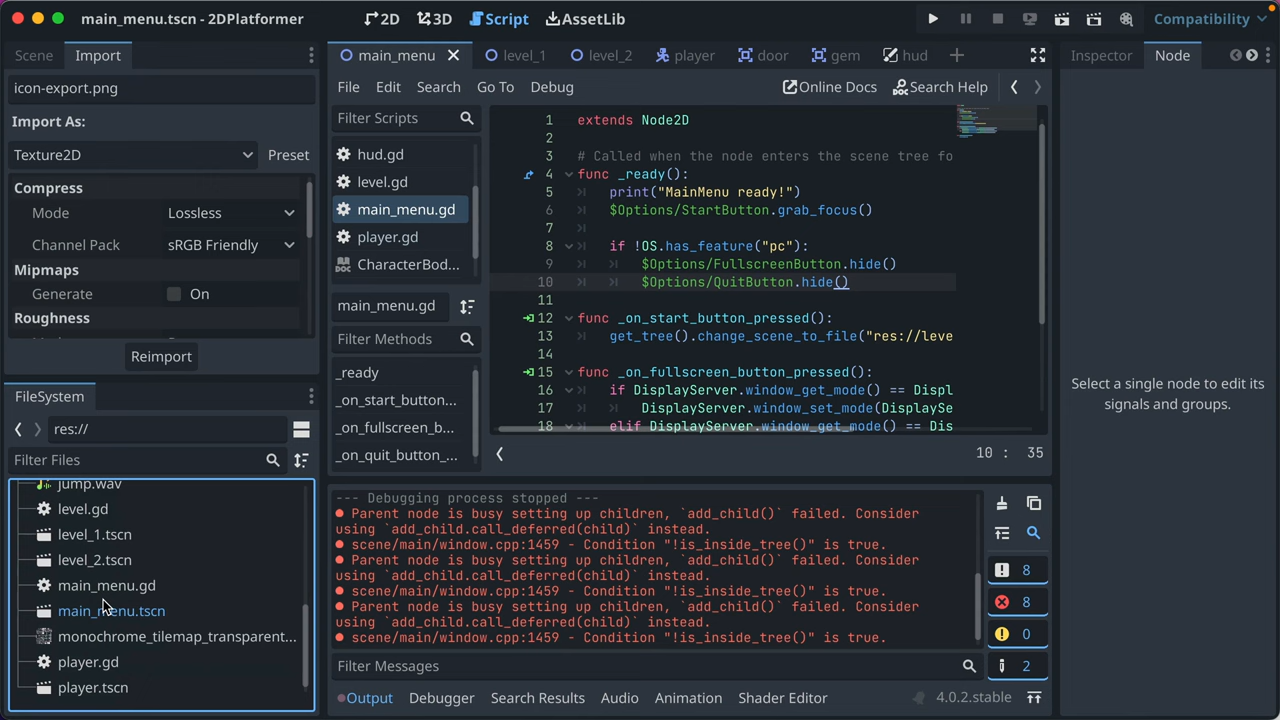 main_menu.tscn - 2DPlatformer
2D
3D
Script
AssetLib
Compatibility
Scene
Import
main_menu
level_1
level_2
player
door
gem
hud
Inspector
Node
icon-export.png
File
Edit
Search
Go To
Debug
Online Docs
Search Help
Import As:
Texture2D
Preset
Compress
Mode
Lossless
Channel Pack
sRGB Friendly
Mipmaps
Generate
On
Roughness
Reimport
Filter Scripts
hud.gd
level.gd
main_menu.gd
player.gd
CharacterBod...
main_menu.gd
Filter Methods
_ready
_on_start_button...
_on_fullscreen_b...
_on_quit_button_...
1 extends Node2D
2
3 # Called when the node enters the scene tree fo
4 func _ready():
5 print("MainMenu ready!")
6 $Options/StartButton.grab_focus()
7
8 if !OS.has_feature("pc"):
9 $Options/FullscreenButton.hide()
10 $Options/QuitButton.hide()
11
12 func _on_start_button_pressed():
13 get_tree().change_scene_to_file("res://leve
14
15 func _on_fullscreen_button_pressed():
16 if DisplayServer.window_get_mode() == Displ
17 DisplayServer.window_set_mode(DisplaySe
18 elif DisplayServer.window_get_mode() == Dis
10 : 35
Select a single node to edit its
signals and groups.
FileSystem
res://
Filter Files
jump.wav
level.gd
level_1.tscn
level_2.tscn
main_menu.gd
main_menu.tscn
monochrome_tilemap_transparent...
player.gd
player.tscn
--- Debugging process stopped ---
Parent node is busy setting up children, `add_child()` failed. Consider
using `add_child.call_deferred(child)` instead.
scene/main/window.cpp:1459 - Condition "!is_inside_tree()" is true.
Parent node is busy setting up children, `add_child()` failed. Consider
using `add_child.call_deferred(child)` instead.
scene/main/window.cpp:1459 - Condition "!is_inside_tree()" is true.
Parent node is busy setting up children, `add_child()` failed. Consider
using `add_child.call_deferred(child)` instead.
scene/main/window.cpp:1459 - Condition "!is_inside_tree()" is true.
8
8
0
2
Filter Messages
Output
Debugger
Search Results
Audio
Animation
Shader Editor
4.0.2.stable